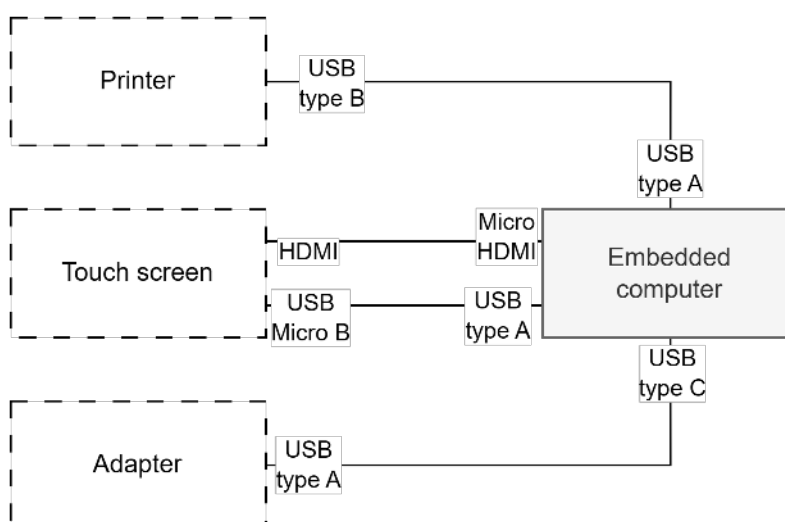 Printer
USB
type B
USB
type A
Touch screen
HDMI
Micro
HDMI
USB
Micro B
USB
type A
Embedded
computer
USB
type C
Adapter
USB
type A